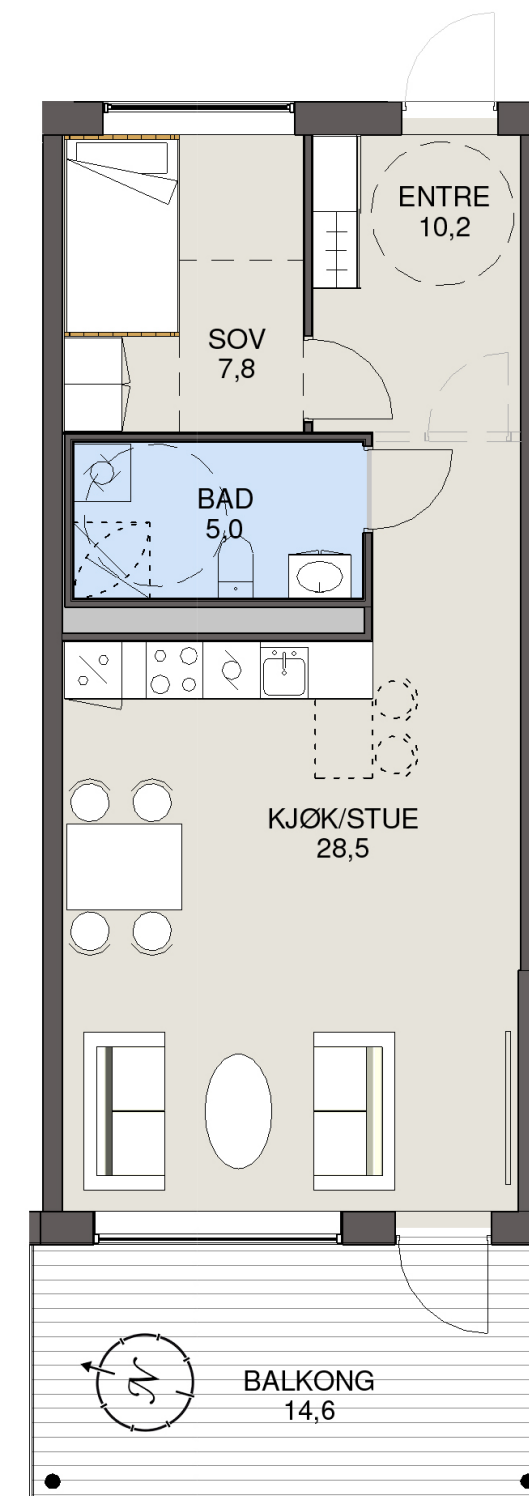 ENTRE
10,2
SOV
7,8
BAD
5,0
KJØK/STUE
28,5
N
BALKONG
14,6